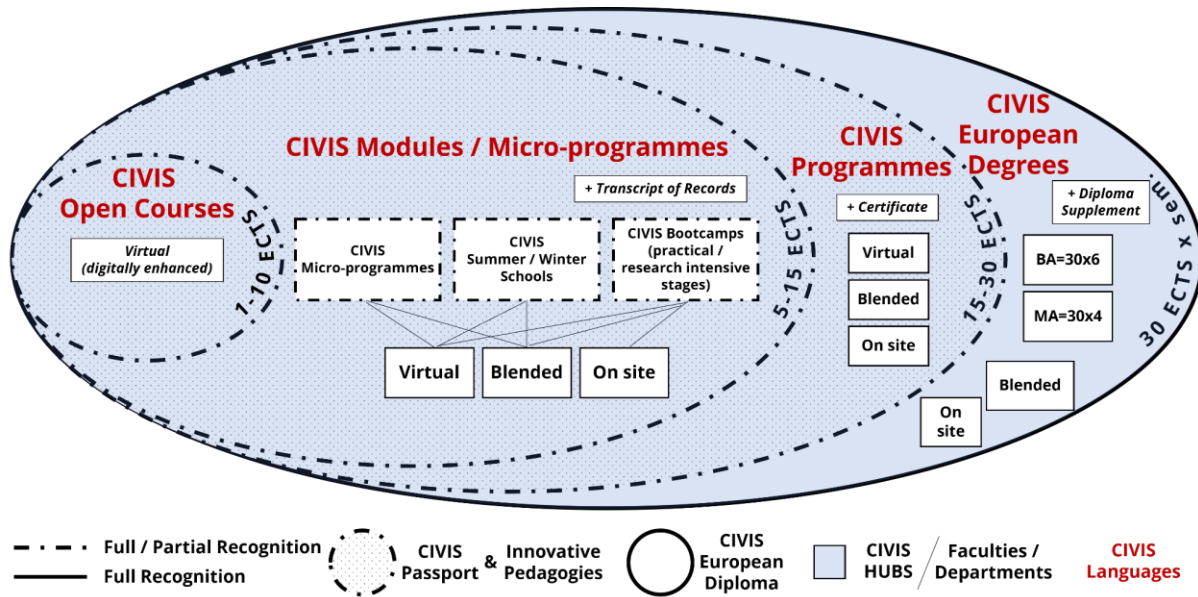 CIVIS
Open Courses
Virtual
(digitally enhanced)
1-10 ECTS
CIVIS Modules / Micro-programmes
+ Transcript of Records
CIVIS
Micro-programmes
CIVIS
Summer / Winter
Schools
CIVIS Bootcamps
(practical /
research intensive
stages)
Virtual
Blended
On site
5-15 ECTS
CIVIS
Programmes
+ Certificate
Virtual
Blended
On site
15-30 ECTS
CIVIS
European
Degrees
+ Diploma
Supplement
BA=30x6
MA=30x4
Blended
On
site
30 ECTS x sem.
Full / Partial Recognition
Full Recognition
CIVIS
Passport
&
Innovative
Pedagogies
CIVIS
European
Diploma
CIVIS
HUBS
Faculties /
Departments
CIVIS
Languages